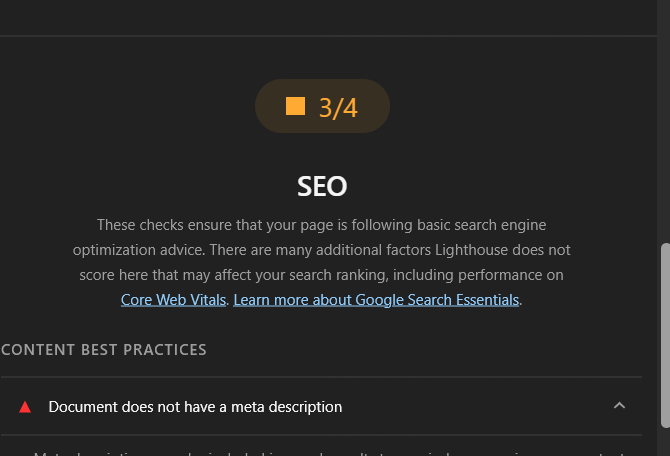 3/4
SEO
These checks ensure that your page is following basic search engine
optimization advice. There are many additional factors Lighthouse does not
score here that may affect your search ranking, including performance on
Core Web Vitals. Learn more about Google Search Essentials.
CONTENT BEST PRACTICES
Document does not have a meta description